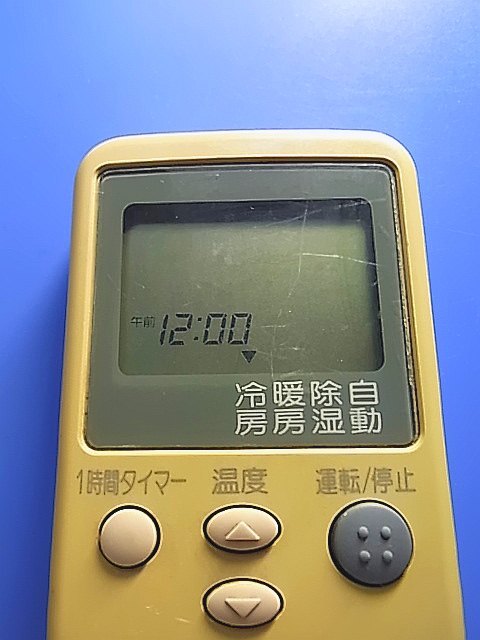 午前 12:00
冷房 暖房 除湿 自動
1時間タイマー 温度 運転/停止